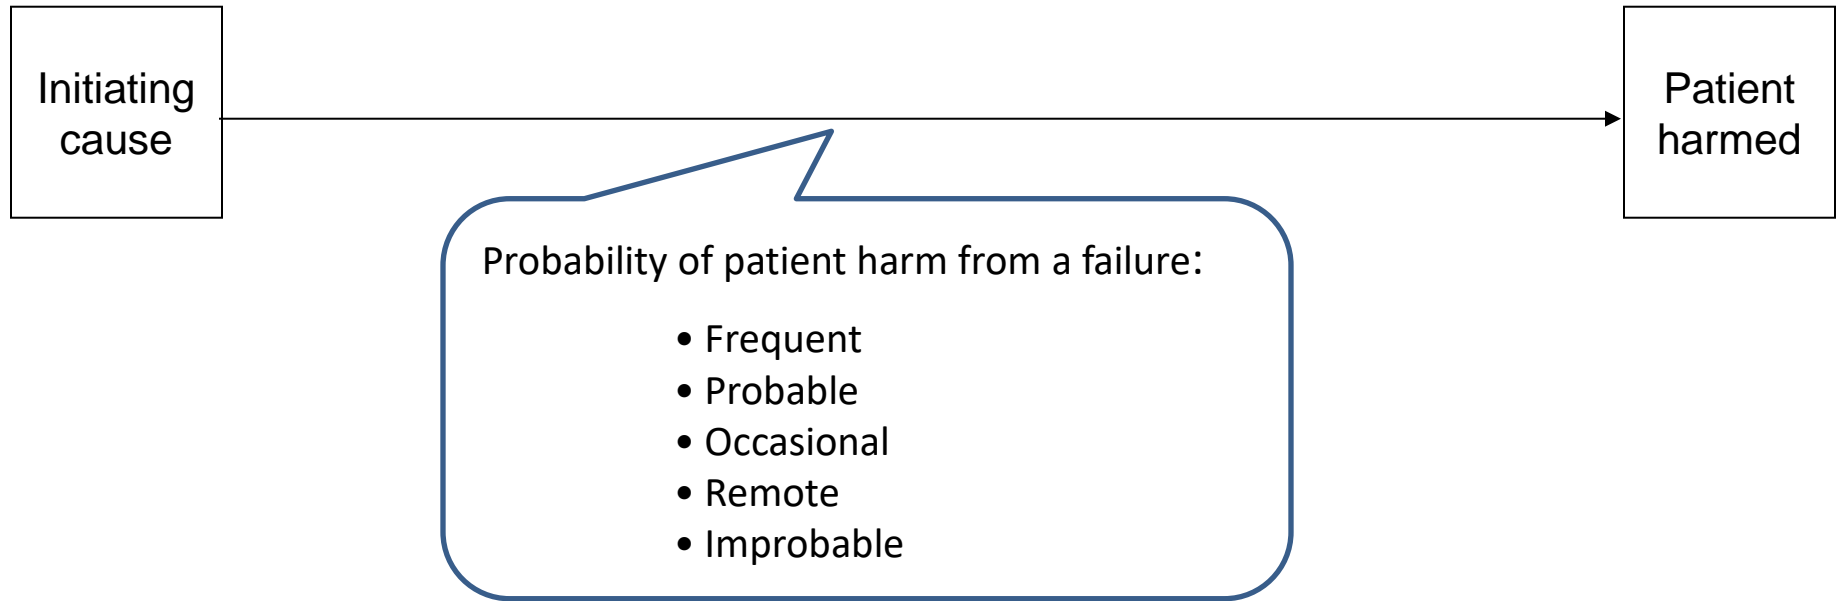 Initiating
cause
Patient
harmed
Probability of patient harm from a failure:
• Frequent
• Probable
• Occasional
• Remote
• Improbable